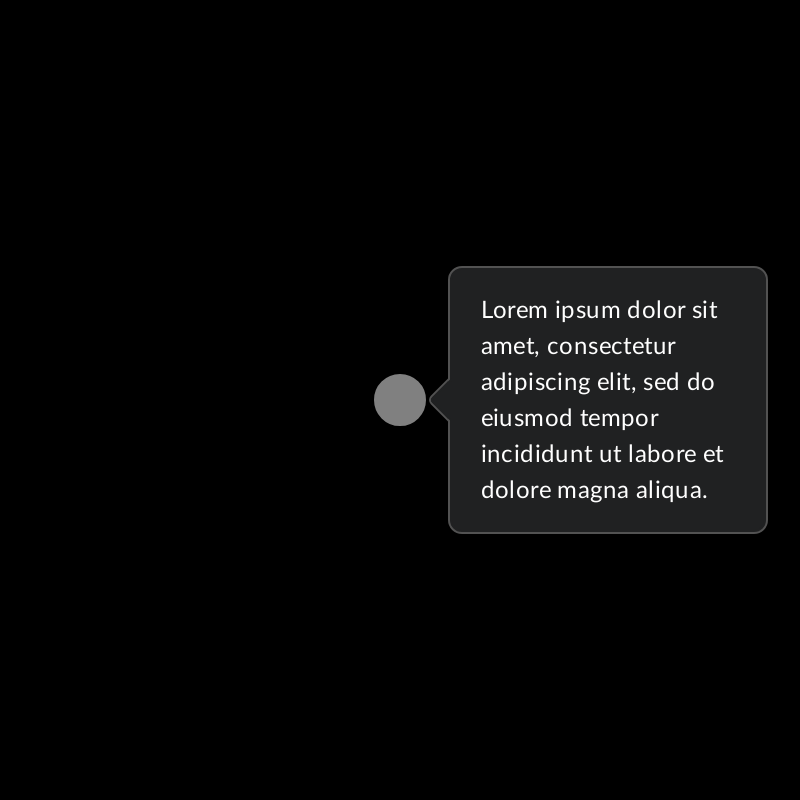 Lorem ipsum dolor sit
amet, consectetur
adipiscing elit, sed do
eiusmod tempor
incididunt ut labore et
dolore magna aliqua.